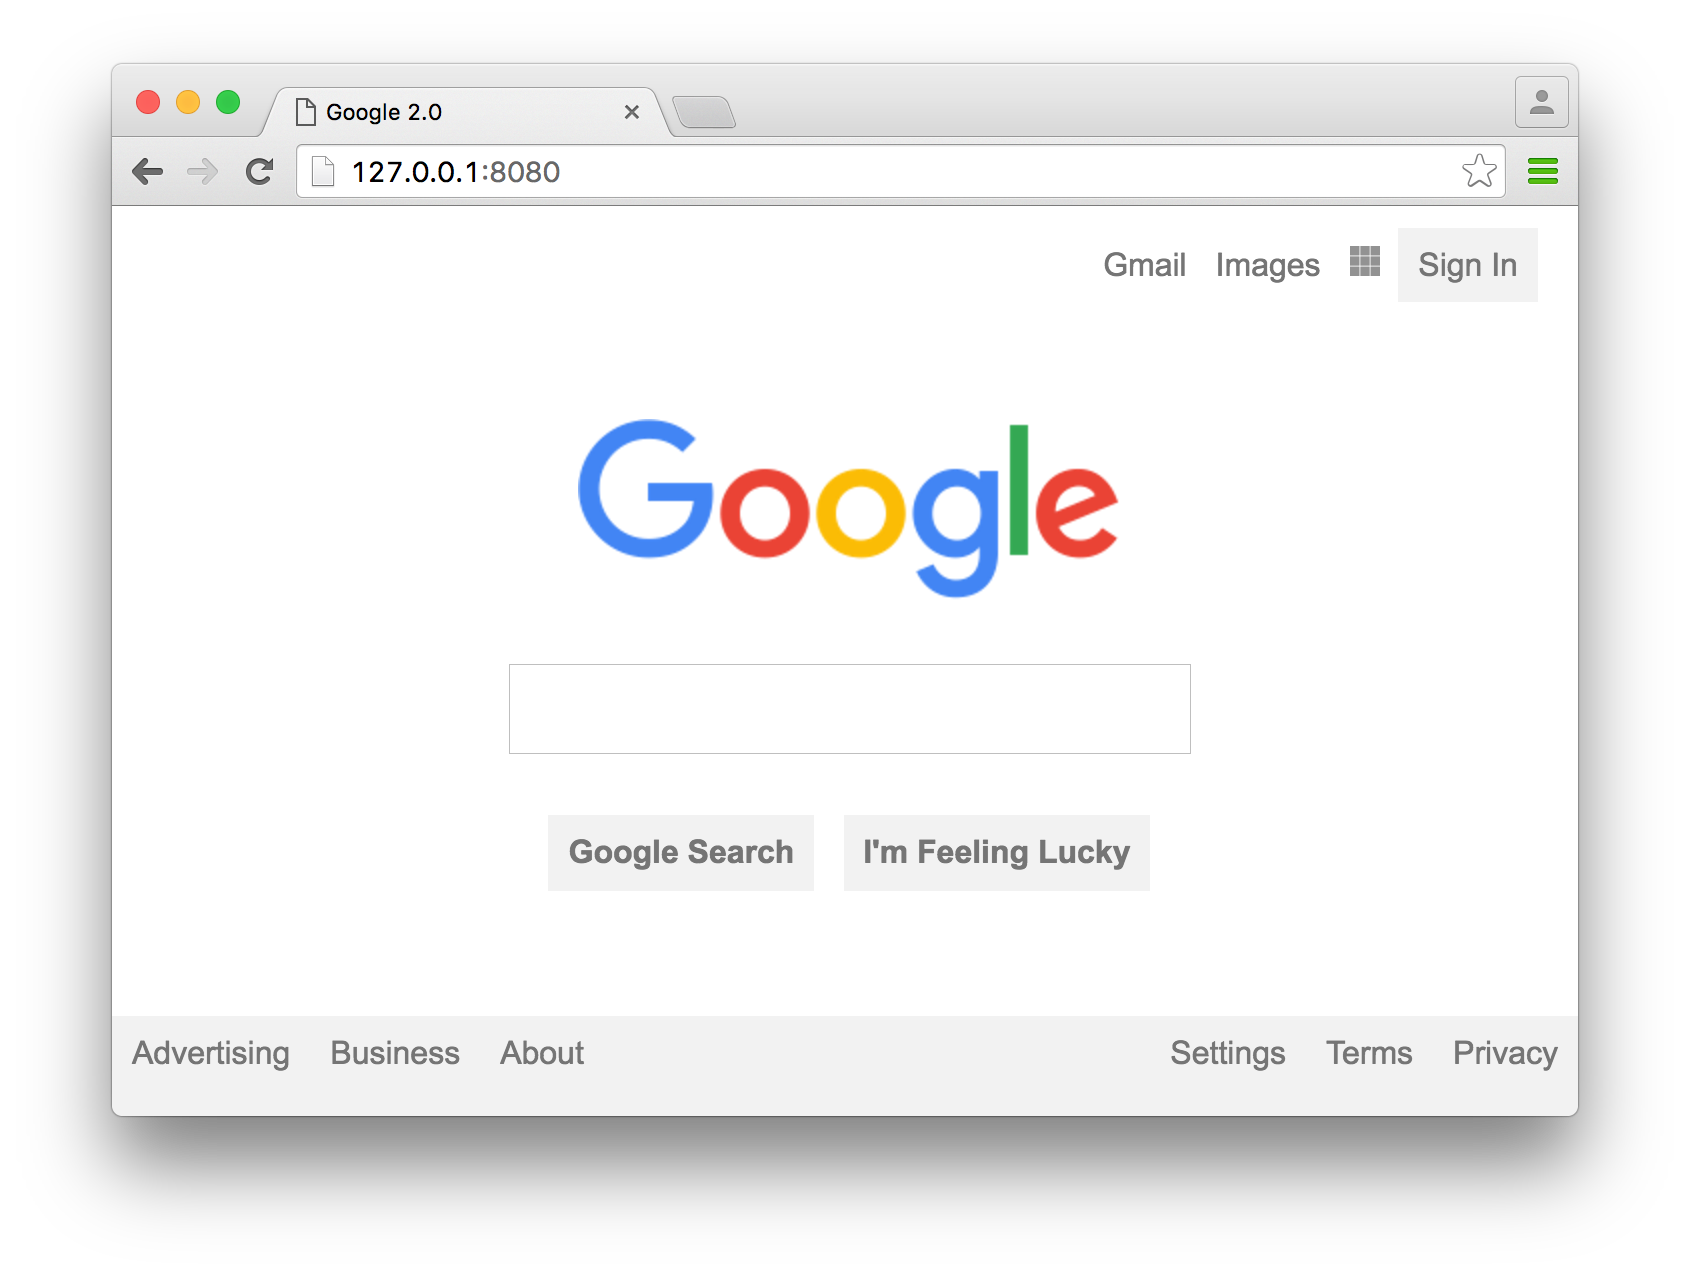 Google 2.0
127.0.0.1:8080
Gmail Images Sign In
Google
Google Search I'm Feeling Lucky
Advertising Business About Settings Terms Privacy